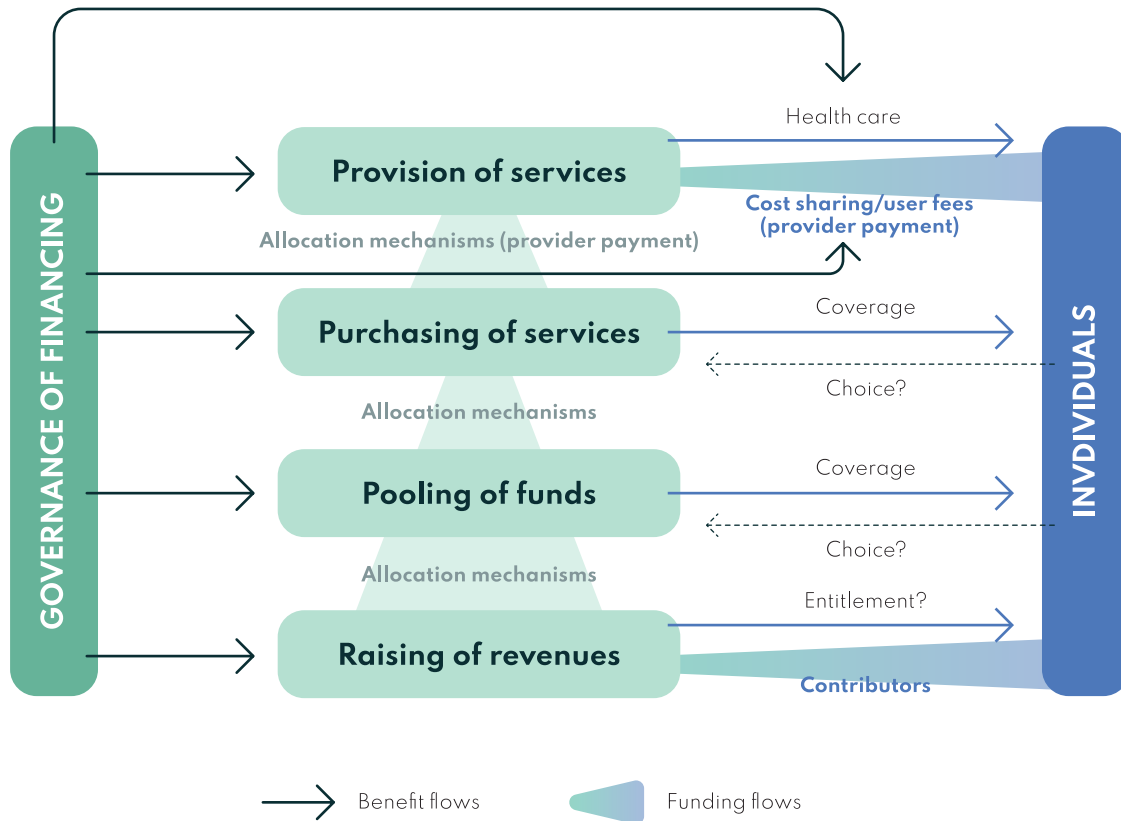 GOVERNANCE OF FINANCING
Health care
Provision of services
Cost sharing/user fees
(provider payment)
Allocation mechanisms (provider payment)
Coverage
Purchasing of services
Choice?
Allocation mechanisms
Coverage
Pooling of funds
Choice?
Allocation mechanisms
Entitlement?
Raising of revenues
Contributors
INVDIVIDUALS
Benefit flows
Funding flows